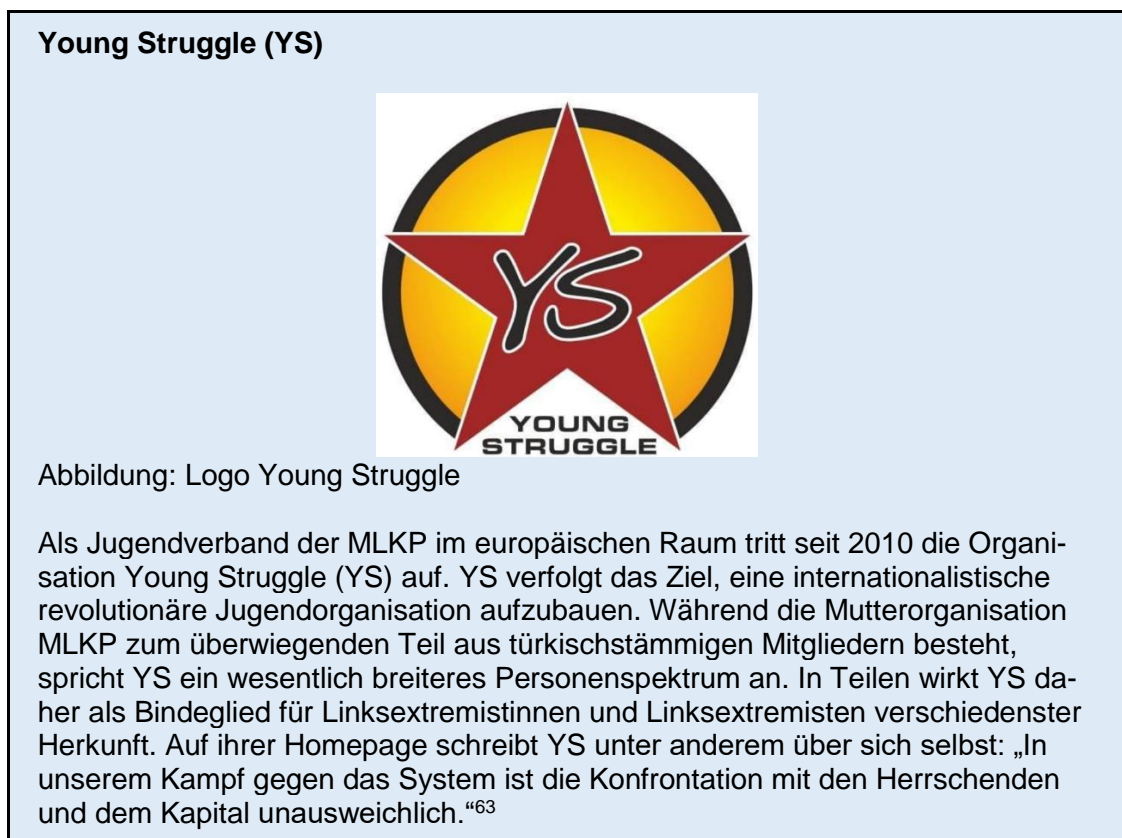 Young Struggle (YS)
YS
YOUNG
STRUGGLE
Abbildung: Logo Young Struggle
Als Jugendverband der MLKP im europäischen Raum tritt seit 2010 die Organi-
sation Young Struggle (YS) auf. YS verfolgt das Ziel, eine internationalistische
revolutionäre Jugendorganisation aufzubauen. Während die Mutterorganisation
MLKP zum überwiegenden Teil aus türkischstämmigen Mitgliedern besteht,
spricht YS ein wesentlich breiteres Personenspektrum an. In Teilen wirkt YS da-
her als Bindeglied für Linksextremistinnen und Linksextremisten verschiedenster
Herkunft. Auf ihrer Homepage schreibt YS unter anderem über sich selbst: „In
unserem Kampf gegen das System ist die Konfrontation mit den Herrschenden
und dem Kapital unausweichlich.“63